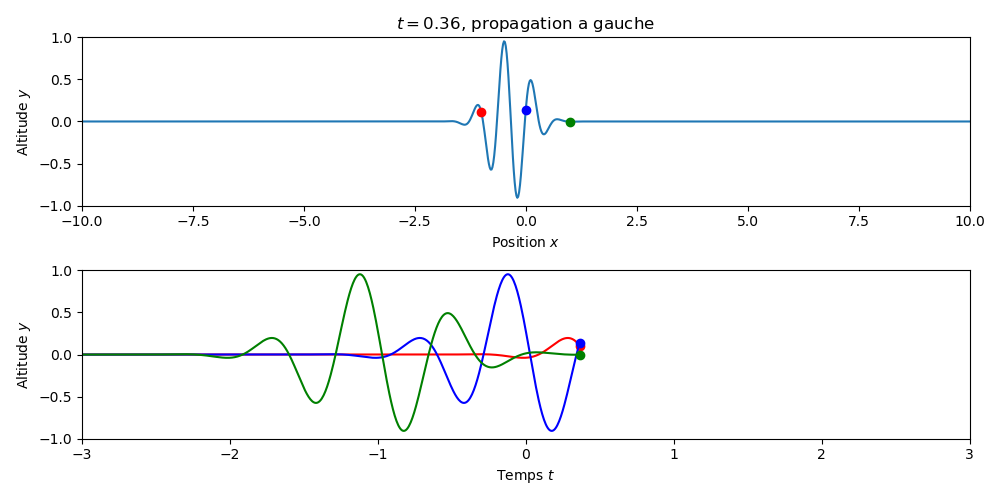 t = 0.36, propagation a gauche
1.0
0.5
0.0
−0.5
−1.0
Altitude y
−10.0 −7.5 −5.0 −2.5 0.0 2.5 5.0 7.5 10.0
Position x
1.0
0.5
0.0
−0.5
−1.0
Altitude y
−3 −2 −1 0 1 2 3
Temps t